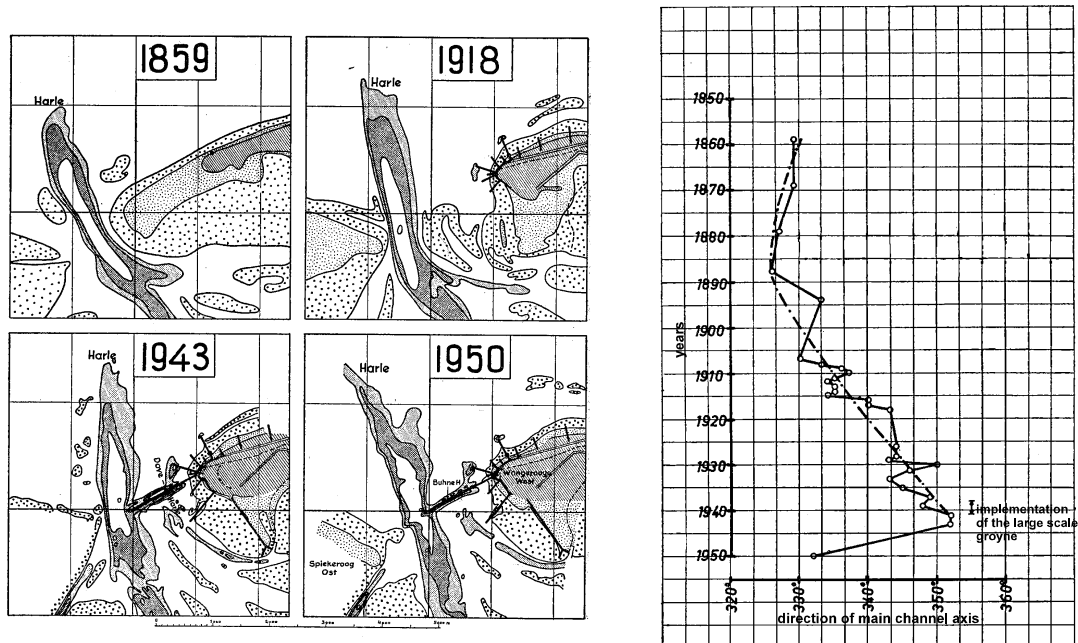 1859
Harle
1918
Harle
1943
Harle
Dove
1950
Harle
Buhne H
Wangerooge
West
Spiekeroog
Ost
0
1850
1860
1870
1880
1890
1900
1910
1920
1930
1940
1950
years
implementation
of the large scale
groyne
320°
330°
340°
350°
360°
direction of main channel axis